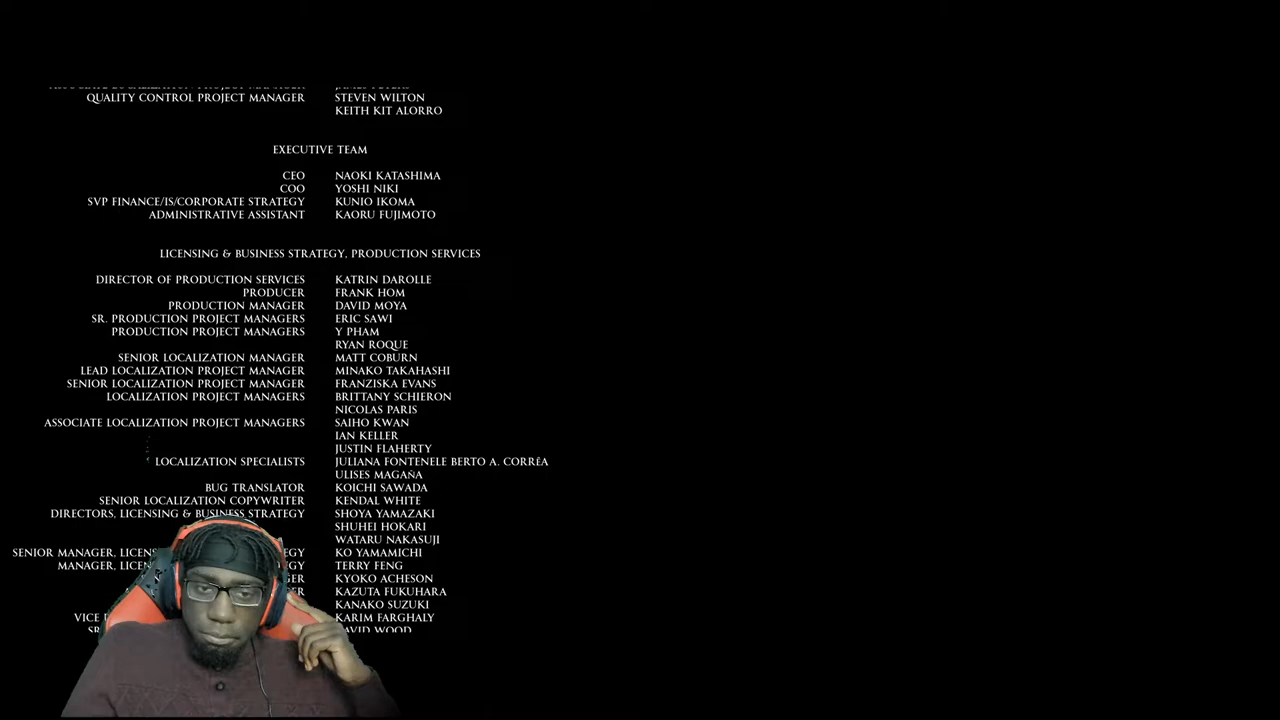 QUALITY CONTROL PROJECT MANAGER STEVEN WILTON
KEITH KIT ALORRO
EXECUTIVE TEAM
CEO NAOKI KATASHIMA
COO YOSHI NIKI
SVP FINANCE/IS/CORPORATE STRATEGY KUNIO IKOMA
ADMINISTRATIVE ASSISTANT KAORU FUJIMOTO
LICENSING & BUSINESS STRATEGY, PRODUCTION SERVICES
DIRECTOR OF PRODUCTION SERVICES KATRIN DAROLLE
PRODUCER FRANK HOM
PRODUCTION MANAGER DAVID MOYA
SR. PRODUCTION PROJECT MANAGERS ERIC SAWI
PRODUCTION PROJECT MANAGERS Y PHAM
RYAN ROQUE
SENIOR LOCALIZATION MANAGER MATT COBURN
LEAD LOCALIZATION PROJECT MANAGER MINAKO TAKAHASHI
SENIOR LOCALIZATION PROJECT MANAGER FRANZISKA EVANS
LOCALIZATION PROJECT MANAGERS BRITTANY SCHIERON
NICOLAS PARIS
ASSOCIATE LOCALIZATION PROJECT MANAGERS SAIHO KWAN
IAN KELLER
JUSTIN FLAHERTY
LOCALIZATION SPECIALISTS JULIANA FONTENELE BERTO A. CORRÊA
ULISES MAGAÑA
BUG TRANSLATOR KOICHI SAWADA
SENIOR LOCALIZATION COPYWRITER KENDAL WHITE
DIRECTORS, LICENSING & BUSINESS STRATEGY SHOYA YAMAZAKI
SHUHEI HOKARI
WATARU NAKASUJI
SENIOR MANAGER, KO YAMAMICHI
MANAGER, TERRY FENG
KYOKO ACHESON
KAZUTA FUKUHARA
KANAKO SUZUKI
VICE KARIM FARGHALY
DAVID WOOD